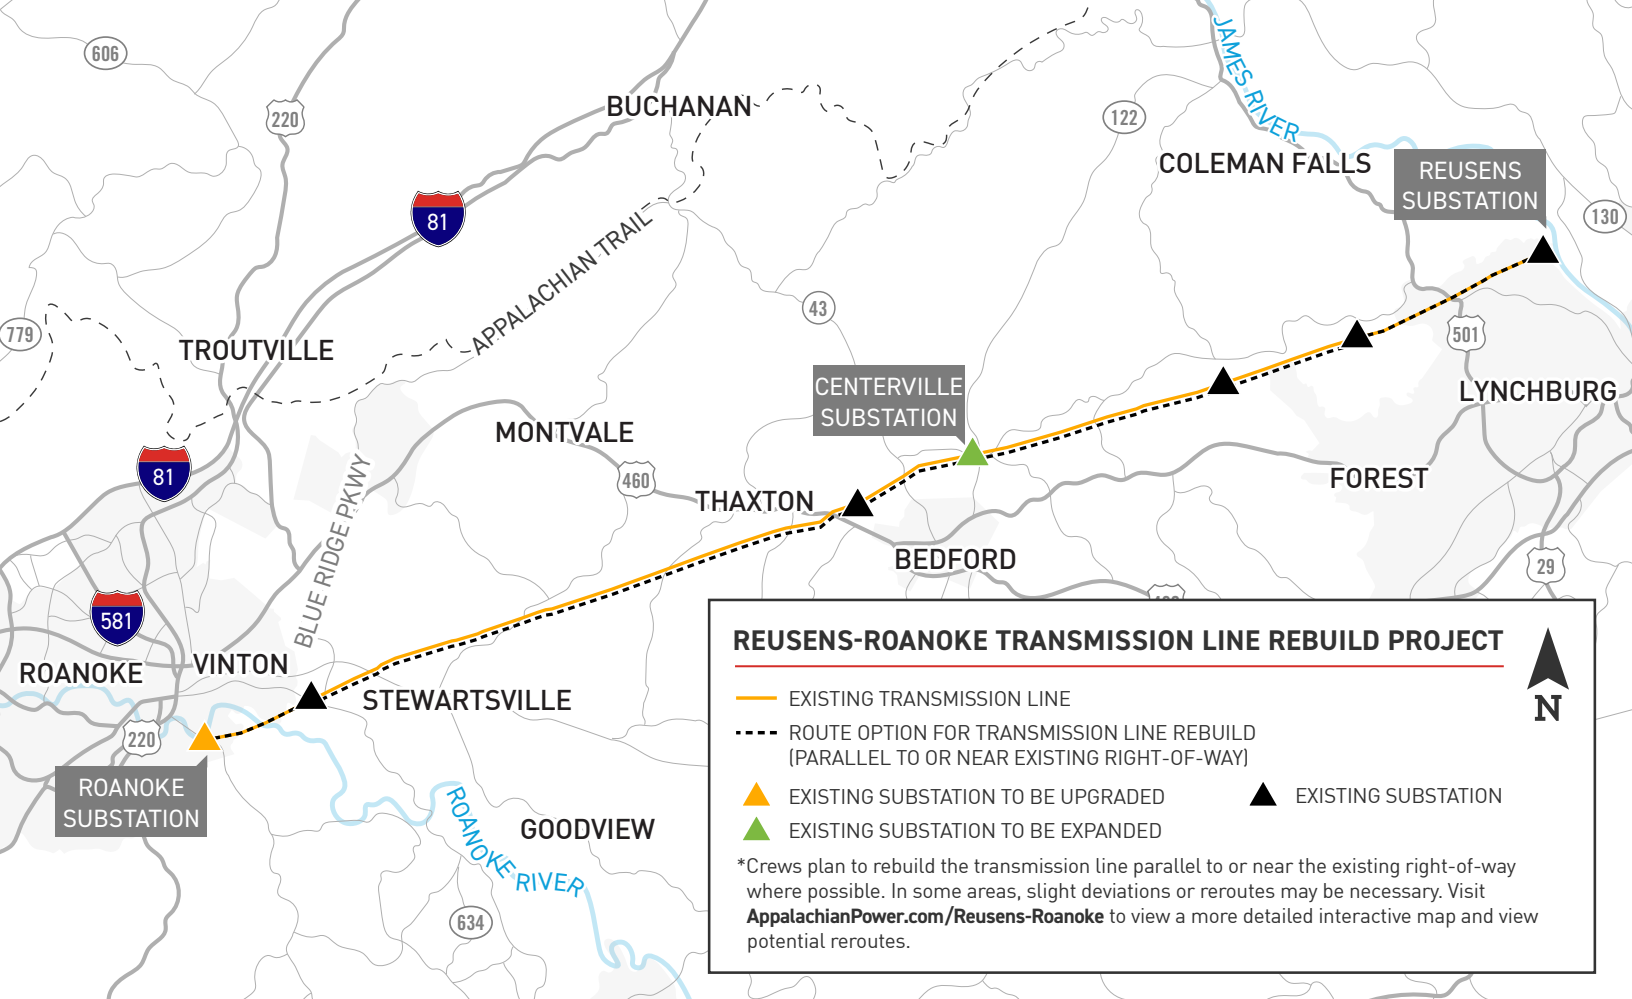 606
220
BUCHANAN
JAMES RIVER
122
COLEMAN FALLS
REUSENS
SUBSTATION
130
81
APPALACHIAN TRAIL
43
779
TROUTVILLE
501
CENTERVILLE
SUBSTATION
LYNCHBURG
MONTVALE
81
460
FOREST
THAXTON
BLUE RIDGE PKWY
BEDFORD
29
581
ROANOKE
VINTON
STEWARTSVILLE
220
ROANOKE
SUBSTATION
ROANOKE RIVER
GOODVIEW
634
REUSENS-ROANOKE TRANSMISSION LINE REBUILD PROJECT
EXISTING TRANSMISSION LINE
ROUTE OPTION FOR TRANSMISSION LINE REBUILD
(PARALLEL TO OR NEAR EXISTING RIGHT-OF-WAY)
EXISTING SUBSTATION TO BE UPGRADED
EXISTING SUBSTATION
EXISTING SUBSTATION TO BE EXPANDED
N
*Crews plan to rebuild the transmission line parallel to or near the existing right-of-way
where possible. In some areas, slight deviations or reroutes may be necessary. Visit
AppalachianPower.com/Reusens-Roanoke to view a more detailed interactive map and view
potential reroutes.